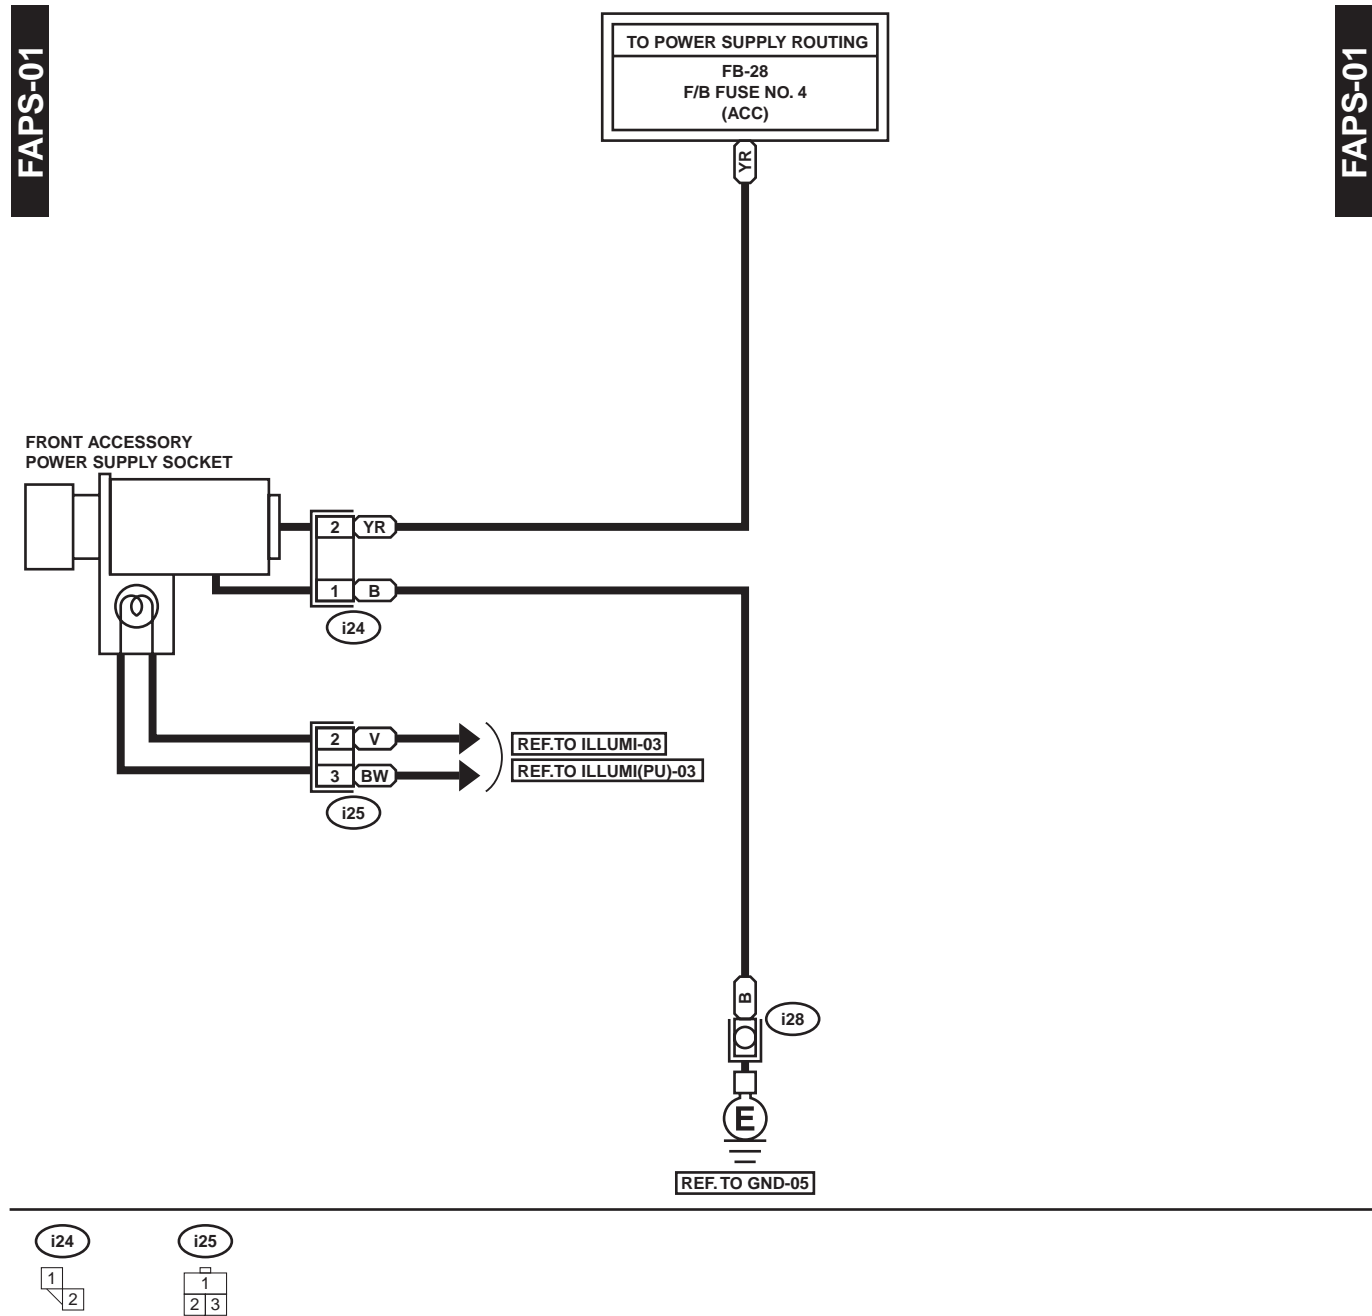 FAPS-01
FAPS-01
TO POWER SUPPLY ROUTING
FB-28
F/B FUSE NO. 4
(ACC)
YR
FRONT ACCESSORY
POWER SUPPLY SOCKET
2 YR
1 B
i24
2 V
3 BW
i25
REF.TO ILLUMI-03
REF.TO ILLUMI(PU)-03
B
i28
E
REF.TO GND-05
i24
1
2
i25
1
2 3